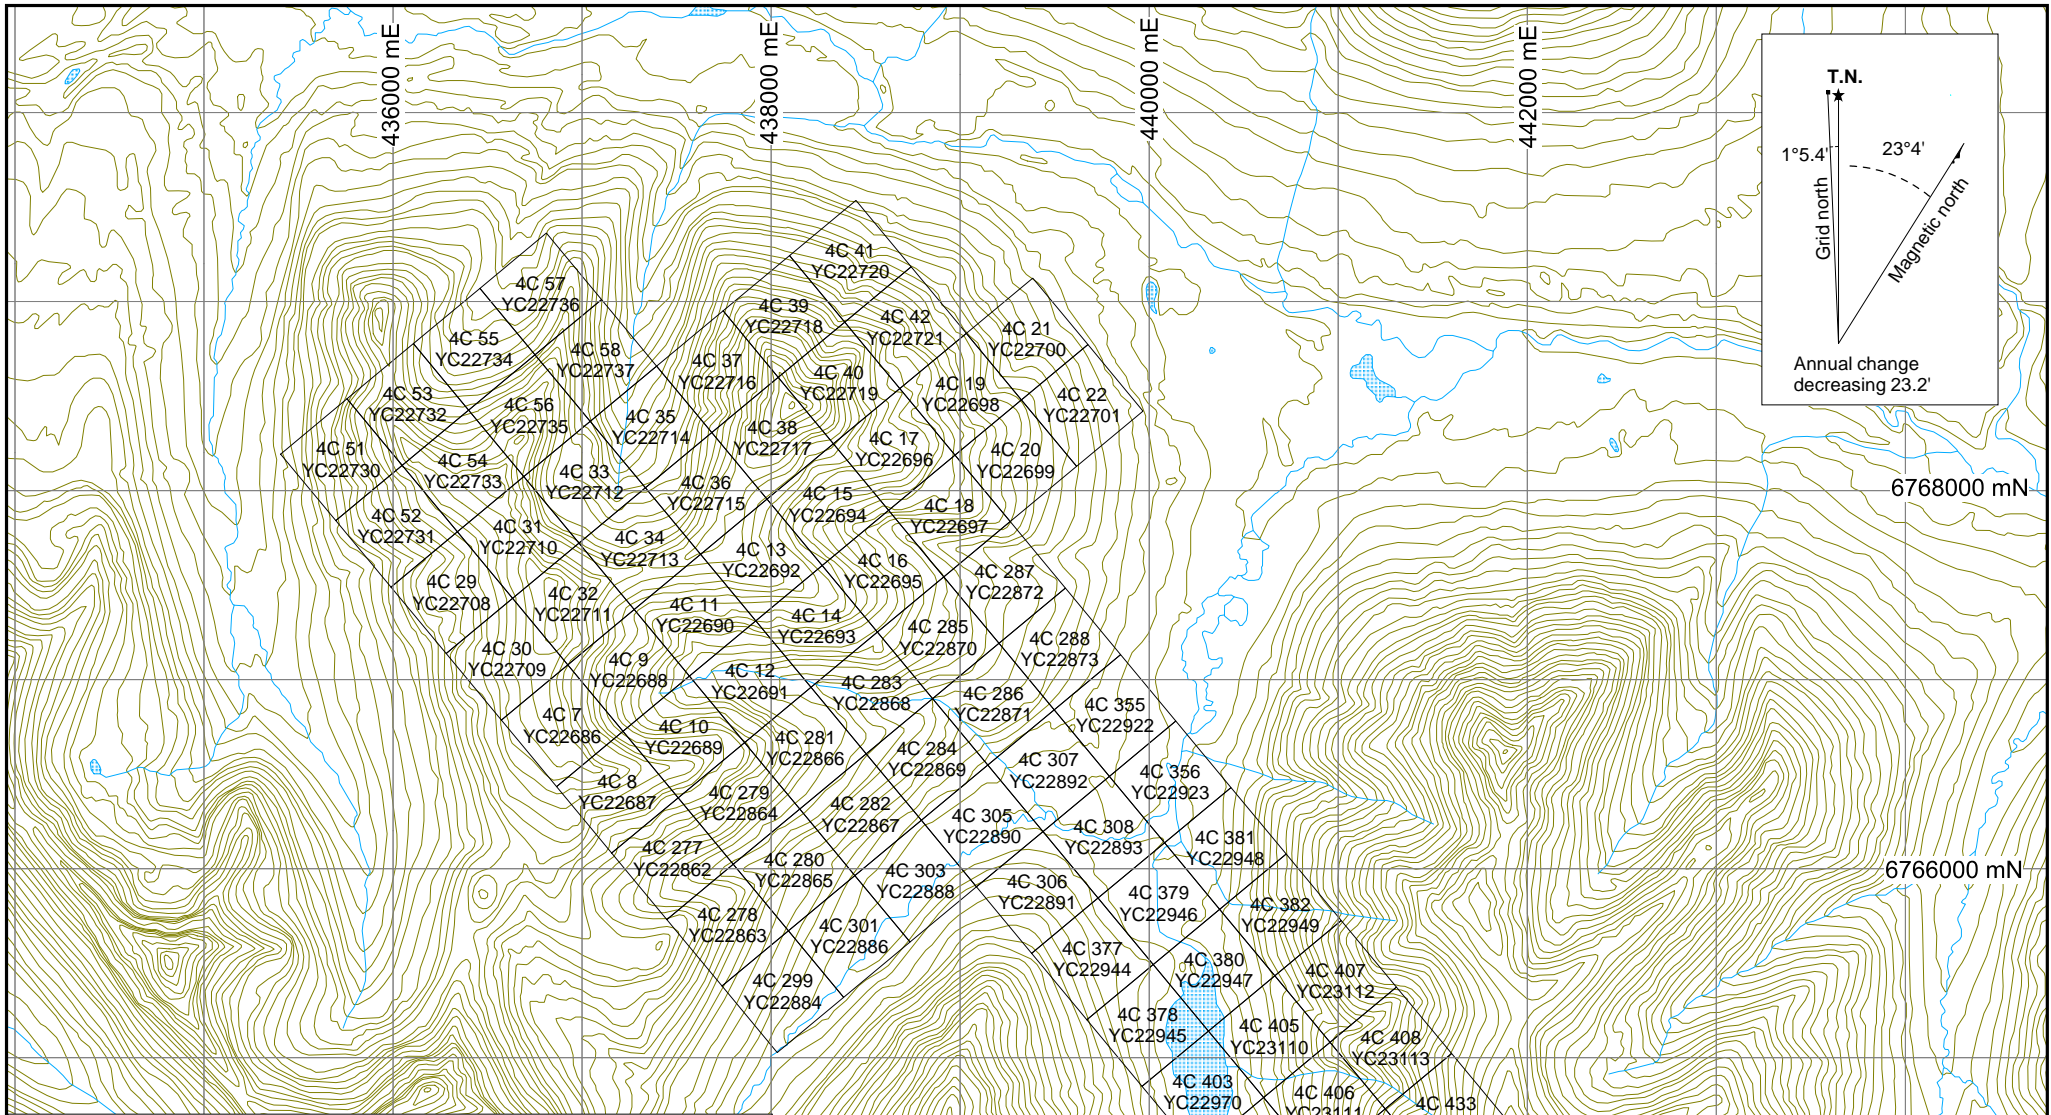 436000 mE
438000 mE
440000 mE
442000 mE
T.N.
1°5.4'
23°4'
Grid north
Magnetic north
Annual change
decreasing 23.2'
6768000 mN
6766000 mN
4C 41
YC22720
4C 57
YC22736
4C 39
YC22718
4C 42
YC22721
4C 21
YC22700
4C 55
YC22734
4C 58
YC22737
4C 37
YC22716
4C 40
YC22719
4C 19
YC22698
4C 22
YC22701
4C 53
YC22732
4C 56
YC22735
4C 35
YC22714
4C 38
YC22717
4C 17
YC22696
4C 20
YC22699
4C 51
YC22730
4C 54
YC22733
4C 33
YC22712
4C 36
YC22715
4C 15
YC22694
4C 18
YC22697
4C 52
YC22731
4C 31
YC22710
4C 34
YC22713
4C 13
YC22692
4C 16
YC22695
4C 287
YC22872
4C 29
YC22708
4C 32
YC22711
4C 11
YC22690
4C 14
YC22693
4C 285
YC22870
4C 288
YC22873
4C 30
YC22709
4C 9
YC22688
4C 12
YC22691
4C 283
YC22868
4C 286
YC22871
4C 355
YC22922
4C 7
YC22686
4C 10
YC22689
4C 281
YC22866
4C 284
YC22869
4C 307
YC22892
4C 356
YC22923
4C 8
YC22687
4C 279
YC22864
4C 282
YC22867
4C 305
YC22890
4C 308
YC22893
4C 381
YC22948
4C 277
YC22862
4C 280
YC22865
4C 303
YC22888
4C 306
YC22891
4C 379
YC22946
4C 382
YC22949
4C 278
YC22863
4C 301
YC22886
4C 377
YC22944
4C 380
YC22947
4C 407
YC23112
4C 299
YC22884
4C 378
YC22945
4C 405
YC23110
4C 408
YC23113
4C 403
YC22970
4C 406
YC23111
4C 433